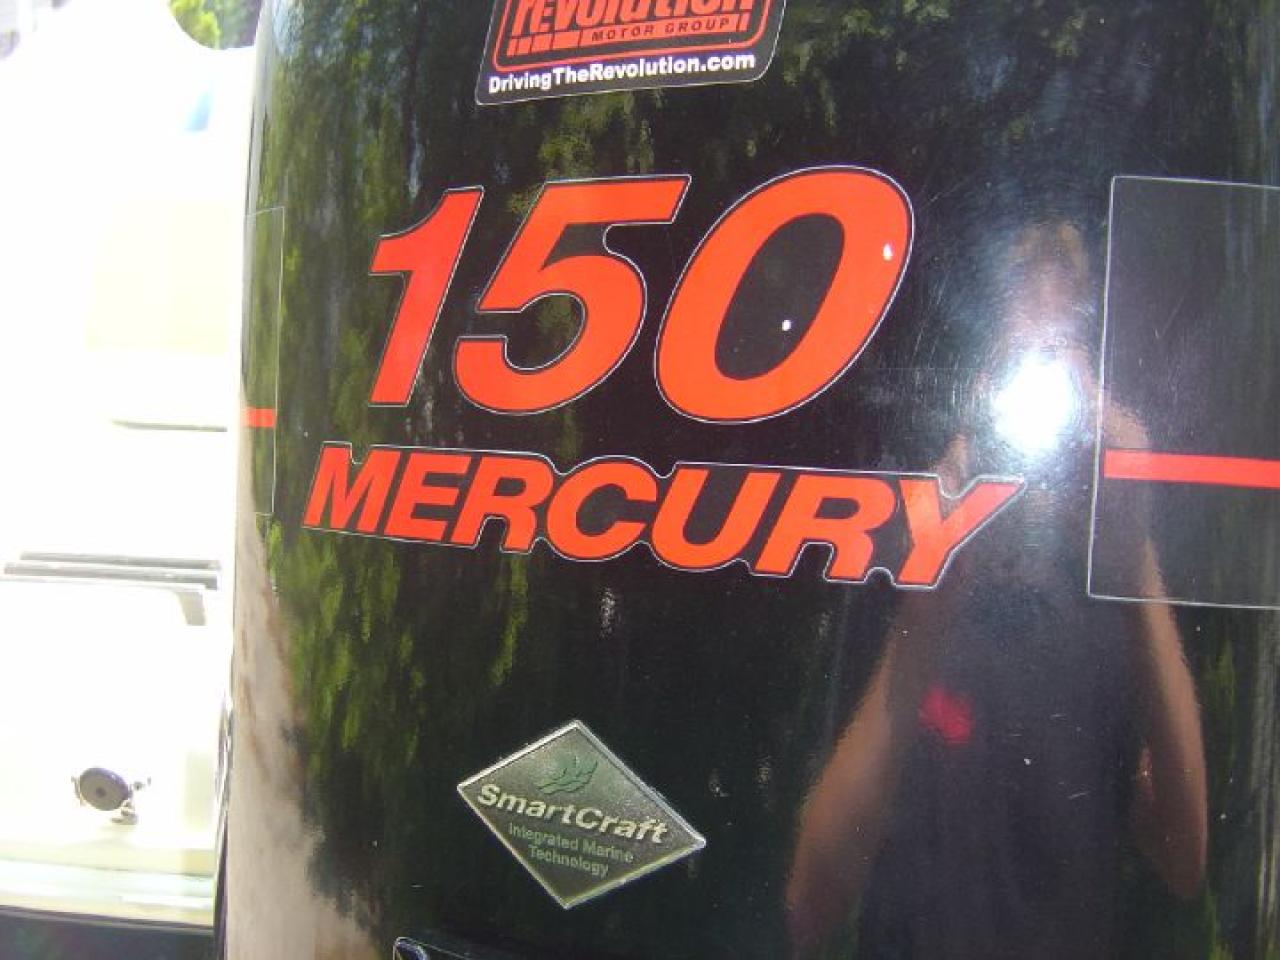 rEvolution
MOTOR GROUP
DrivingTheRevolution.com
150
MERCURY
SmartCraft
Integrated Marine
Technology